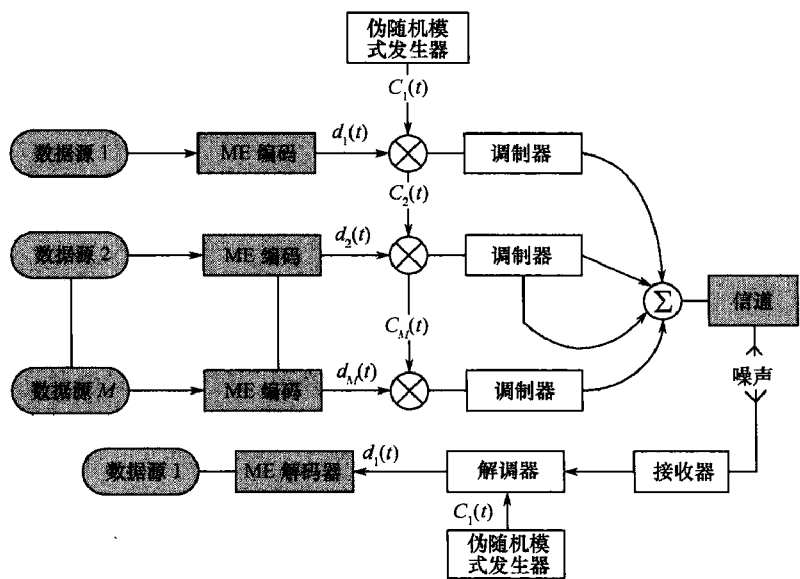 伪随机模
式发生器
C₁(t)
数据源 1
ME 编码
d₁(t)
调制器
C₂(t)
数据源 2
ME 编码
d₂(t)
调制器
Σ
信道
C_M(t)
数据源 M
ME 编码
d_M(t)
调制器
噪声
数据源 1
ME 解码器
d₁(t)
解调器
接收器
C₁(t)
伪随机模
式发生器